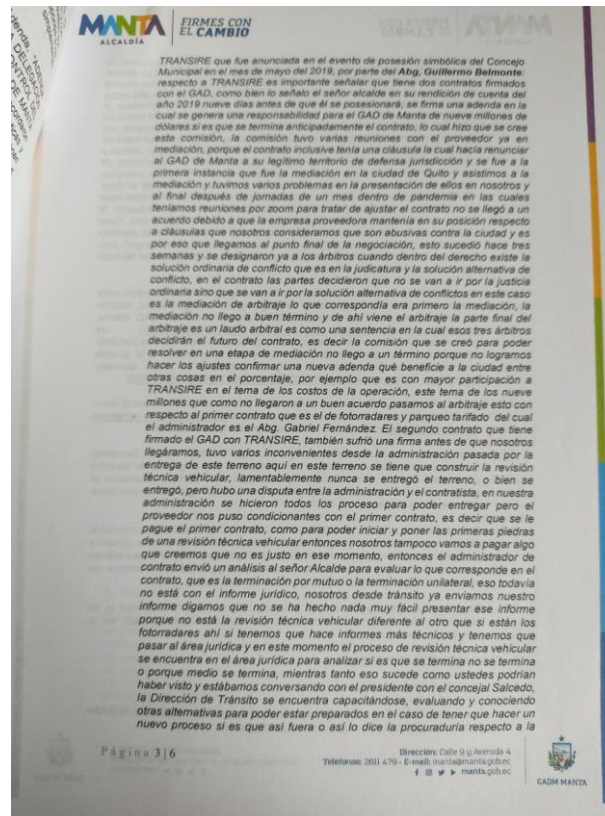 MANTA
ALCALDÍA
FIRMES CON
EL CAMBIO
TRANSIRE que fue anunciada en el evento de posesión simbólica del Concejo
Municipal en el mes de mayo del 2019, por parte del Abg, Guillermo Belmonte:
respecto a TRANSIRE es importante señalar que tiene dos contratos firmados
con el GAD, como bien lo señalo el señor alcalde en su rendición de cuenta del
año 2019 nueve días antes de que él se posesionará, se firma una adenda en la
cual se genera una responsabilidad para el GAD de Manta de nueve millones de
dólares si es que se termina anticipadamente el contrato, lo cual hizo que se cree
esta comisión, la comisión tuvo varias reuniones con el proveedor ya en
mediación, porque el contrato inclusive tenía una cláusula la cual hacía renunciar
al GAD de Manta a su legítimo territorio de defensa jurisdicción y se fue a la
primera instancia que fue la mediación en la ciudad de Quito y asistimos a la
mediación y tuvimos varios problemas en la presentación de ellos en nosotros y
al final después de jornadas de un mes dentro de pandemia en las cuales
teníamos reuniones por zoom para tratar de ajustar el contrato no se llegó a un
acuerdo debido a que la empresa proveedora mantenía en su posición respecto
a cláusulas que nosotros consideramos que son abusivas contra la ciudad y es
por eso que llegamos al punto final de la negociación, esto sucedió hace tres
semanas y se designaron ya a los árbitros cuando dentro del derecho existe la
solución ordinaria de conflicto que es en la judicatura y la solución alternativa de
conflicto, en el contrato las partes decidieron que no se van a ir por la justicia
ordinaria sino que se van a ir por la solución alternativa de conflictos en este caso
es la mediación de arbitraje lo que correspondía era primero la mediación, la
mediación no llego a buen término y de ahí viene el arbitraje la parte final del
arbitraje es un laudo arbitral es como una sentencia en la cual esos tres árbitros
decidirán el futuro del contrato, es decir la comisión que se creó para poder
resolver en una etapa de mediación no llego a un término porque no logramos
hacer los ajustes confirmar una nueva adenda qué beneficie a la ciudad entre
otras cosas en el porcentaje, por ejemplo que es con mayor participación a
TRANSIRE en el tema de los costos de la operación, este tema de los nueve
millones que como no llegaron a un buen acuerdo pasamos al arbitraje esto con
respecto al primer contrato que es el de fotorradares y parqueo tarifado del cual
el administrador es el Abg. Gabriel Fernández. El segundo contrato que tiene
firmado el GAD con TRANSIRE, también sufrió una firma antes de que nosotros
llegáramos, tuvo varios inconvenientes desde la administración pasada por la
entrega de este terreno aquí en este terreno se tiene que construir la revisión
técnica vehicular, lamentablemente nunca se entregó el terreno, o bien se
entregó, pero hubo una disputa entre la administración y el contratista, en nuestra
administración se hicieron todos los proceso para poder entregar pero el
proveedor nos puso condicionantes con el primer contrato, es decir que se le
pague el primer contrato, como para poder iniciar y poner las primeras piedras
de una revisión técnica vehicular entonces nosotros tampoco vamos a pagar algo
que creemos que no es justo en ese momento, entonces el administrador de
contrato envió un análisis al señor Alcalde para evaluar lo que corresponde en el
contrato, que es la terminación por mutuo o la terminación unilateral, eso todavía
no está con el informe jurídico, nosotros desde tránsito ya enviamos nuestro
informe digamos que no se ha hecho nada muy fácil presentar ese informe
porque no está la revisión técnica vehicular diferente al otro que si están los
fotorradares ahí si tenemos que hace informes más técnicos y tenemos que
pasar al área jurídica y en este momento el proceso de revisión técnica vehicular
se encuentra en el área jurídica para analizar si es que se termina no se termina
o porque medio se termina, mientras tanto eso sucede como ustedes podrían
haber visto y estábamos conversando con el presidente con el concejal Salcedo,
la Dirección de Tránsito se encuentra capacitándose, evaluando y conociendo
otras alternativas para poder estar preparados en el caso de tener que hacer un
nuevo proceso si es que así fuera o así lo dice la procuraduría respecto a la
Página 3|6
Dirección: Calle 9 y Avenida 4
Teléfonos: 2611 479 - E-mail: manta@manta.gob.ec
manta.gob.ec
GADM MANTA